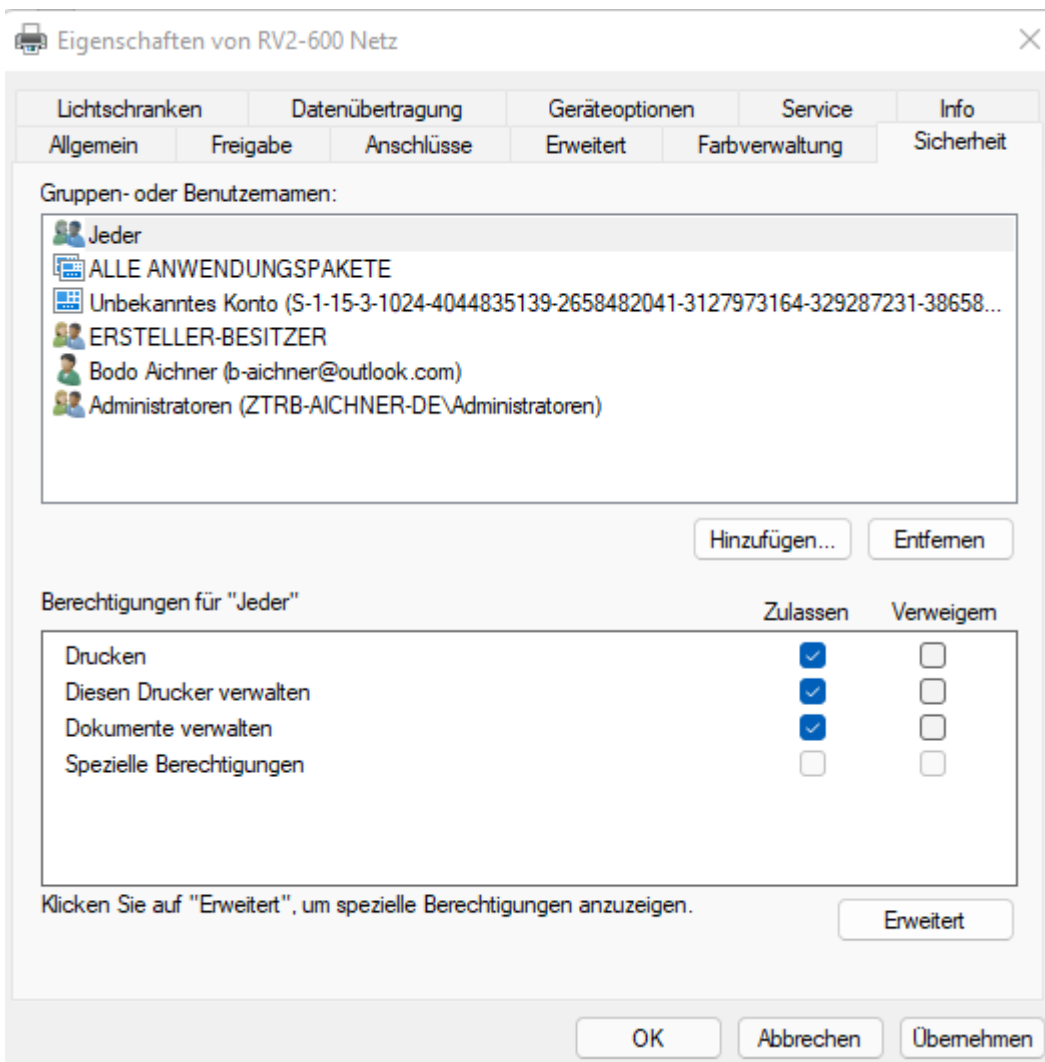 Eigenschaften von RV2-600 Netz
Lichtschranken Datenübertragung Geräteoptionen Service Info
Allgemein Freigabe Anschlüsse Erweitert Farbverwaltung Sicherheit
Gruppen- oder Benutzernamen:
Jeder
ALLE ANWENDUNGSPAKETE
Unbekanntes Konto (S-1-15-3-1024-4044835139-2658482041-3127973164-329287231-38658...
ERSTELLER-BESITZER
Bodo Aichner (b-aichner@outlook.com)
Administratoren (ZTRB-AICHNER-DE\Administratoren)
Hinzufügen... Entfernen
Berechtigungen für "Jeder" Zulassen Verweigern
Drucken
Diesen Drucker verwalten
Dokumente verwalten
Spezielle Berechtigungen
Klicken Sie auf "Erweitert", um spezielle Berechtigungen anzuzeigen.
Erweitert
OK Abbrechen Übernehmen